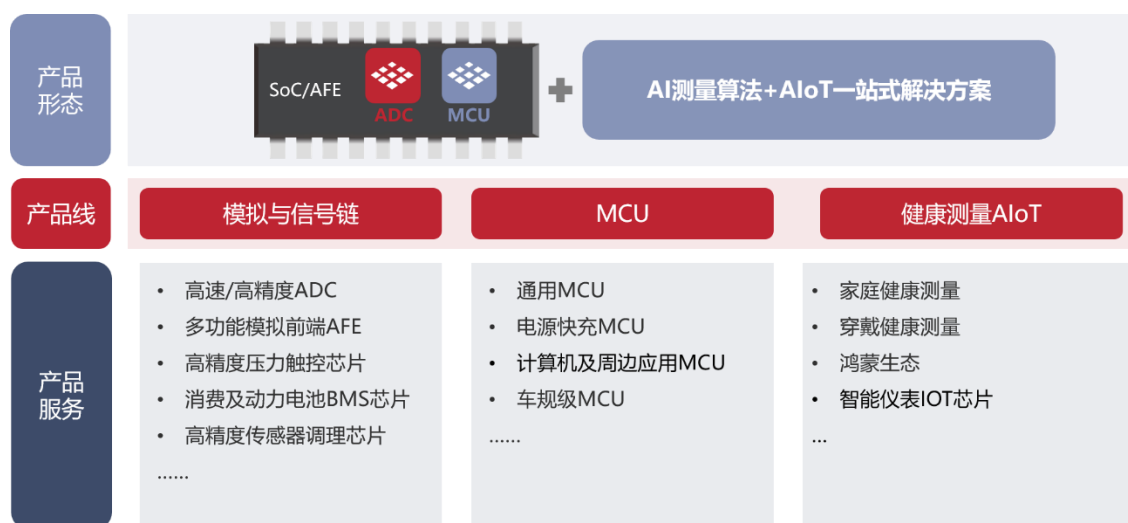 产品
形态
SoC/AFE
ADC
MCU
AI测量算法+AIoT一站式解决方案
产品线
模拟与信号链
MCU
健康测量AIoT
产品
服务
• 高速/高精度ADC
• 多功能模拟前端AFE
• 高精度压力触控芯片
• 消费及动力电池BMS芯片
• 高精度传感器调理芯片
......
• 通用MCU
• 电源快充MCU
• 计算机及周边应用MCU
• 车规级MCU
......
• 家庭健康测量
• 穿戴健康测量
• 鸿蒙生态
• 智能仪表IOT芯片
...